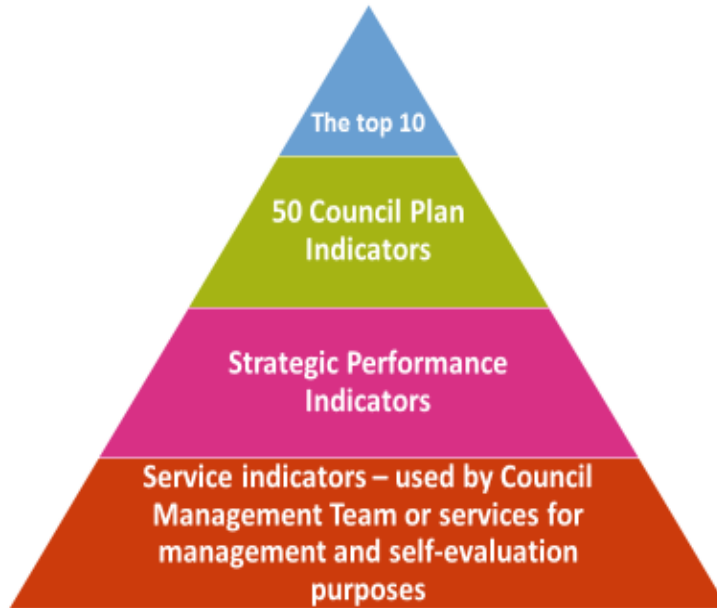 The top 10
50 Council Plan
Indicators
Strategic Performance
Indicators
Service indicators – used by Council
Management Team or services for
management and self-evaluation
purposes